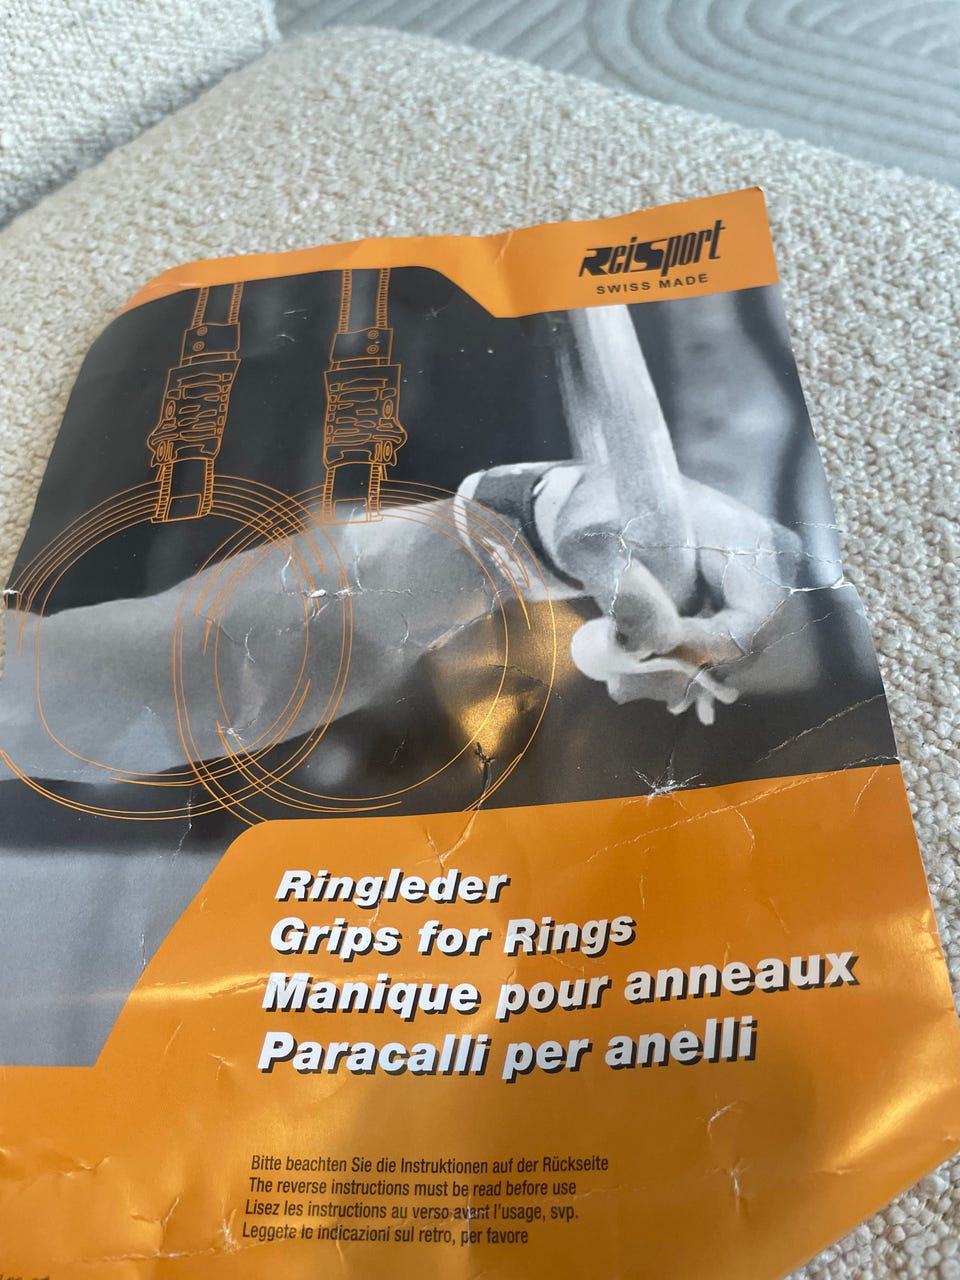 ReiSport
SWISS MADE
Ringleder
Grips for Rings
Manique pour anneaux
Paracalli per anelli
Bitte beachten Sie die Instruktionen auf der Rückseite
The reverse instructions must be read before use
Lisez les instructions au verso avant l'usage, svp.
Leggete le indicazioni sul retro, per favore